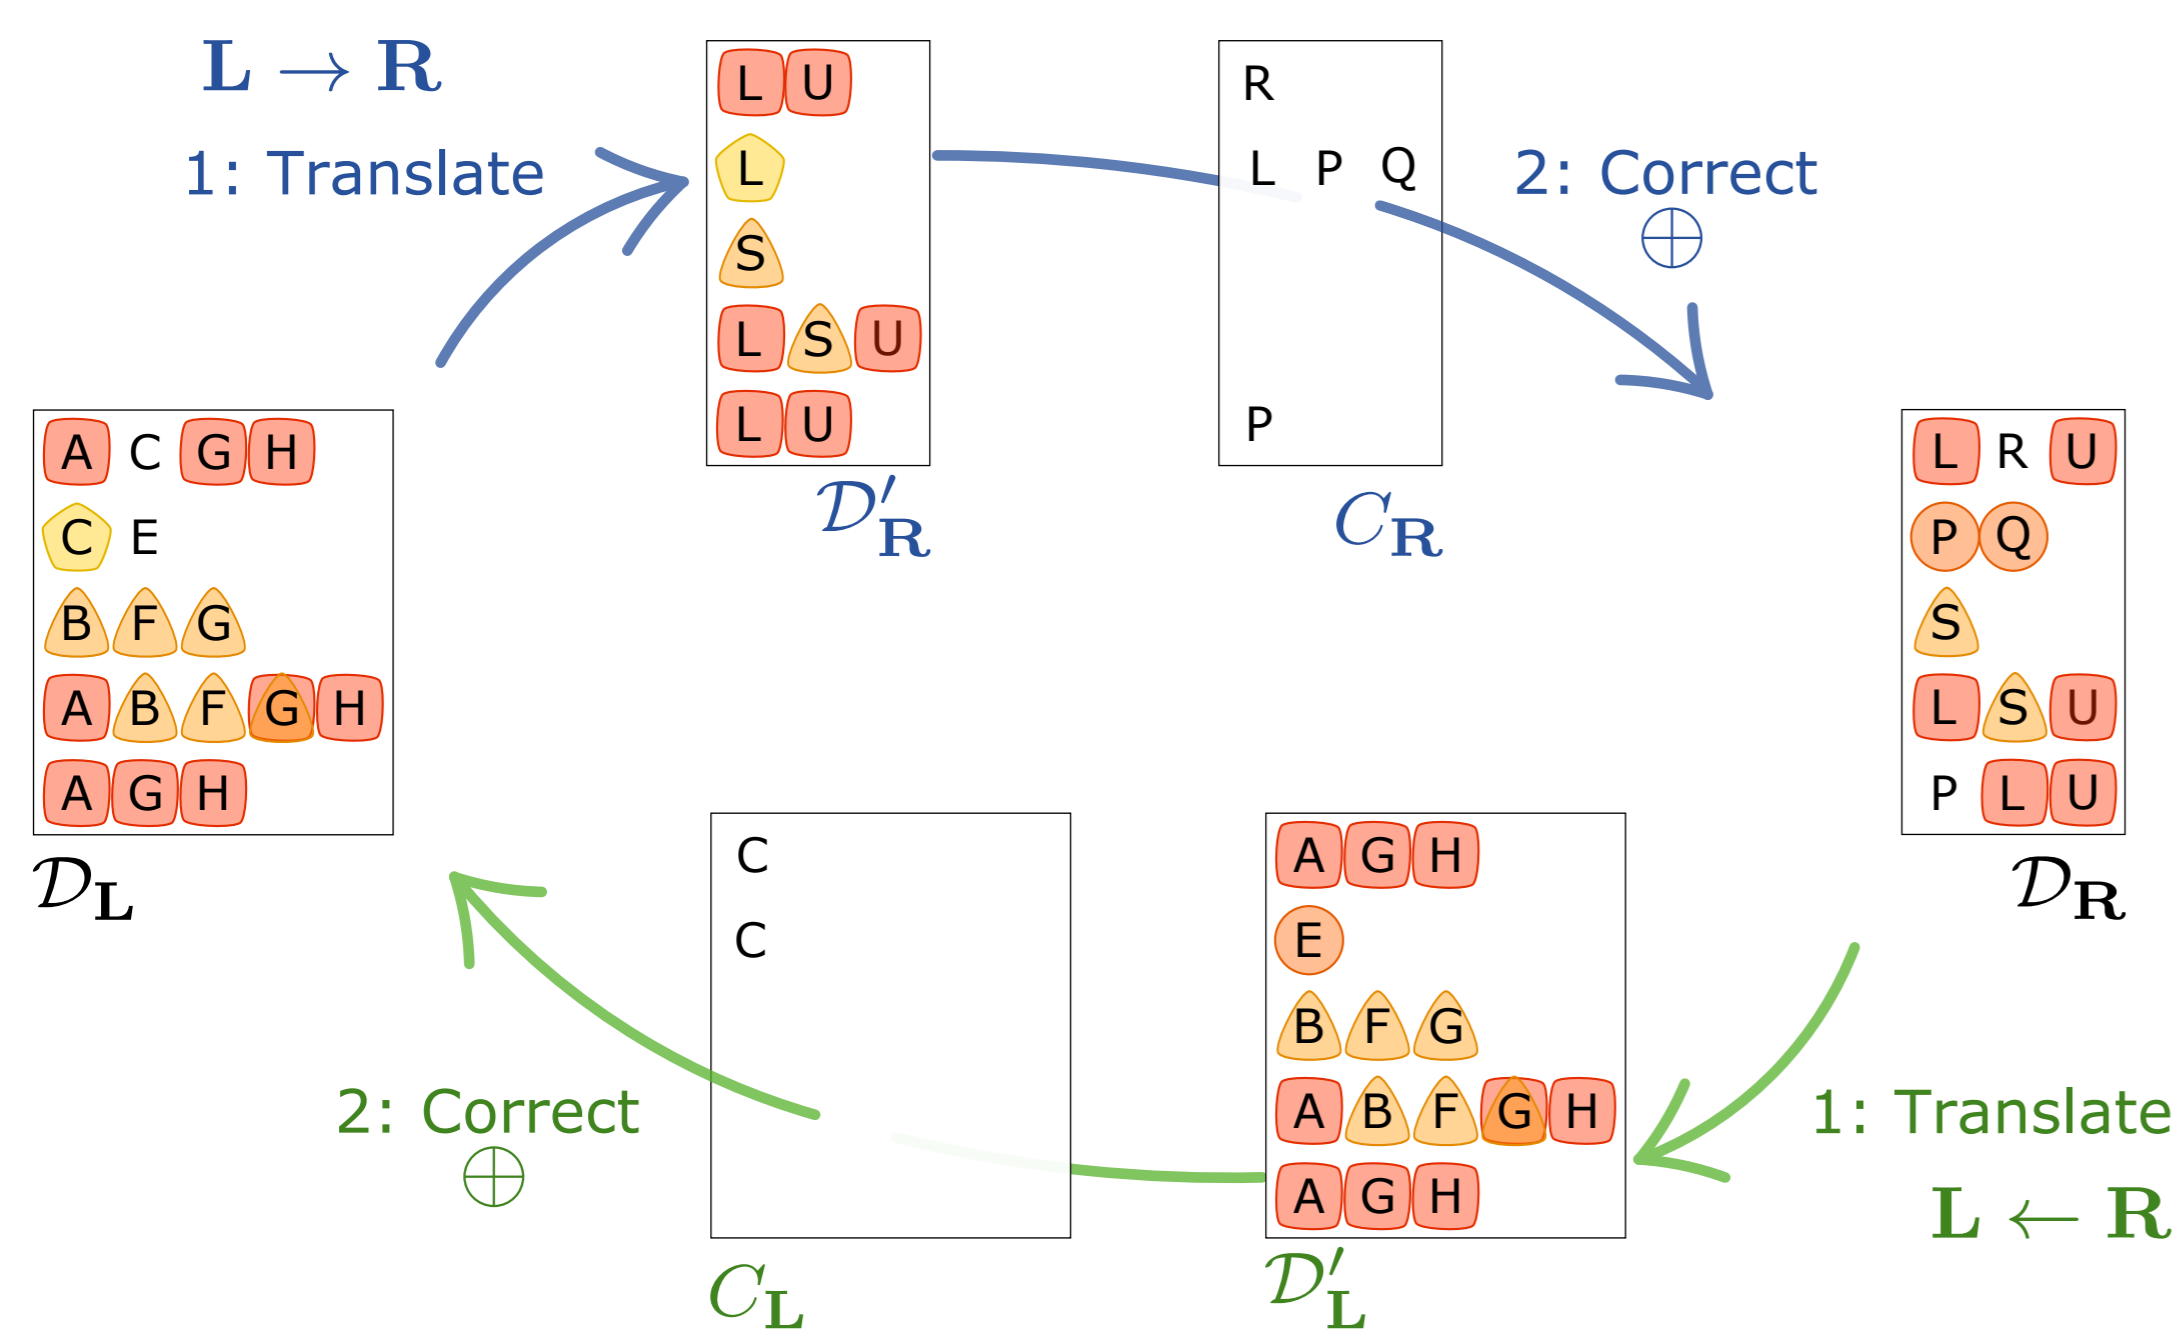 L → R
1: Translate
L U
L
S
L S U
L U
D′R
R
L P Q
P
CR
2: Correct
⊕
A C G H
C E
B F G
A B F G H
A G H
DL
L R U
P Q
S
L S U
P L U
DR
1: Translate
L ← R
A G H
E
B F G
A B F G H
A G H
D′L
C
C
CL
2: Correct
⊕